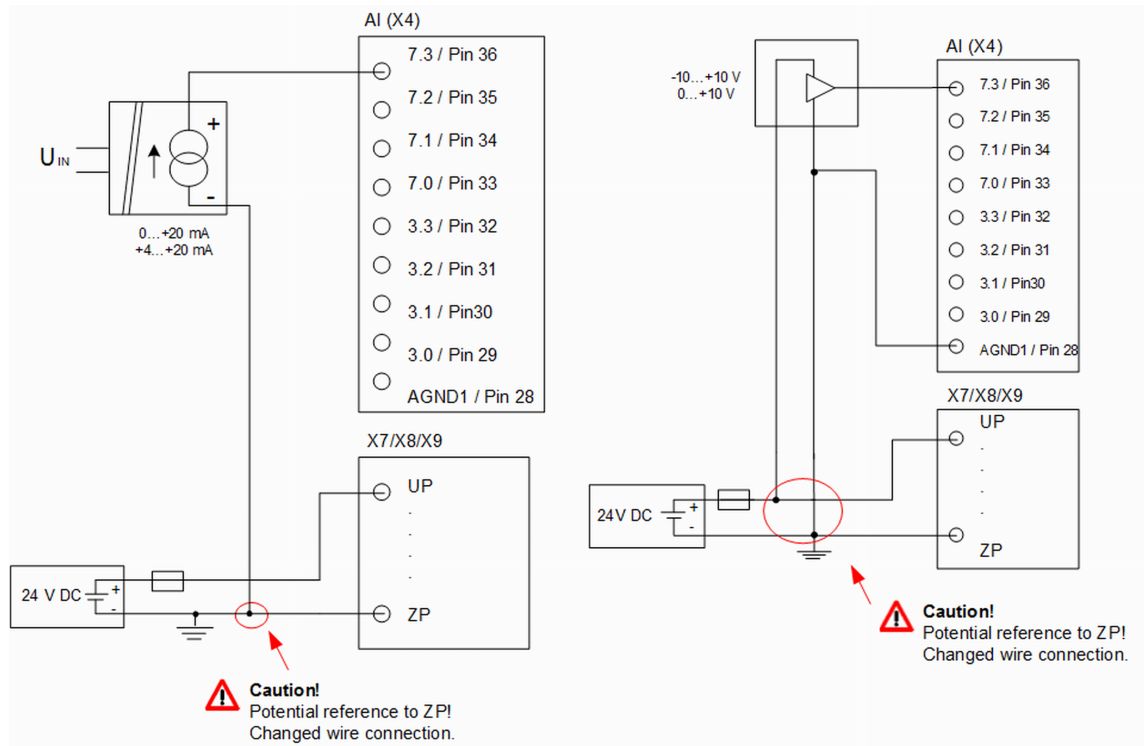 AI (X4)
7.3 / Pin 36
7.2 / Pin 35
7.1 / Pin 34
7.0 / Pin 33
3.3 / Pin 32
3.2 / Pin 31
3.1 / Pin30
3.0 / Pin 29
AGND1 / Pin 28
U IN
+
-
0...+20 mA
+4...+20 mA
X7/X8/X9
UP
.
.
.
.
ZP
24 V DC
+
-
Caution!
Potential reference to ZP!
Changed wire connection.
-10...+10 V
0...+10 V
AI (X4)
7.3 / Pin 36
7.2 / Pin 35
7.1 / Pin 34
7.0 / Pin 33
3.3 / Pin 32
3.2 / Pin 31
3.1 / Pin30
3.0 / Pin 29
AGND1 / Pin 28
X7/X8/X9
UP
.
.
.
.
ZP
24V DC
+
-
Caution!
Potential reference to ZP!
Changed wire connection.